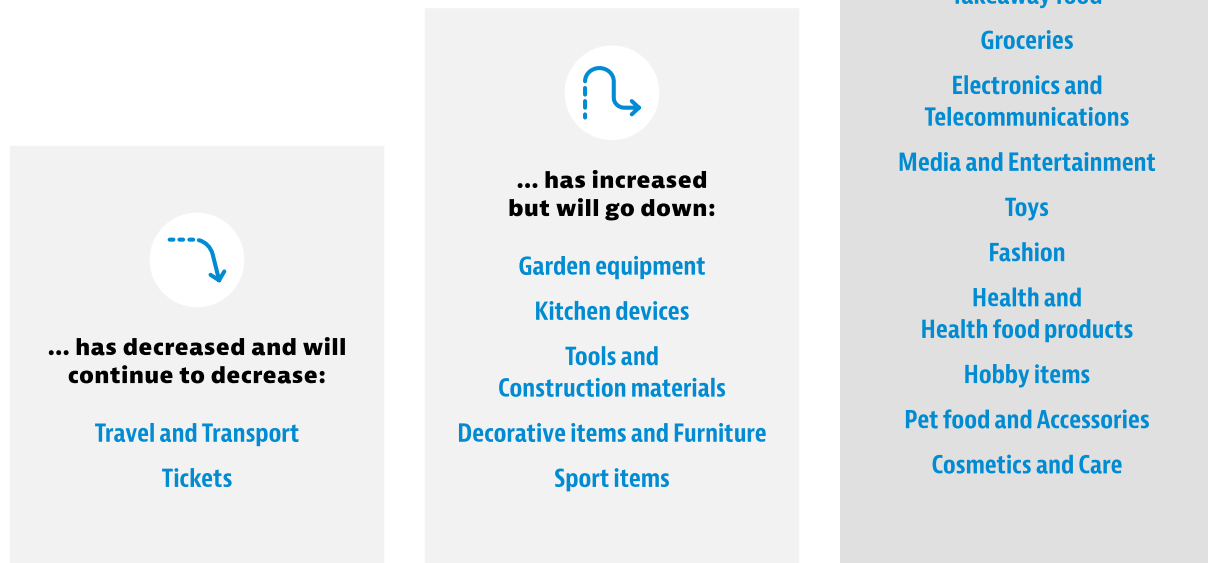 ... has decreased and will
continue to decrease:
Travel and Transport
Tickets
... has increased
but will go down:
Garden equipment
Kitchen devices
Tools and
Construction materials
Decorative items and Furniture
Sport items
Takeaway food
Groceries
Electronics and
Telecommunications
Media and Entertainment
Toys
Fashion
Health and
Health food products
Hobby items
Pet food and Accessories
Cosmetics and Care